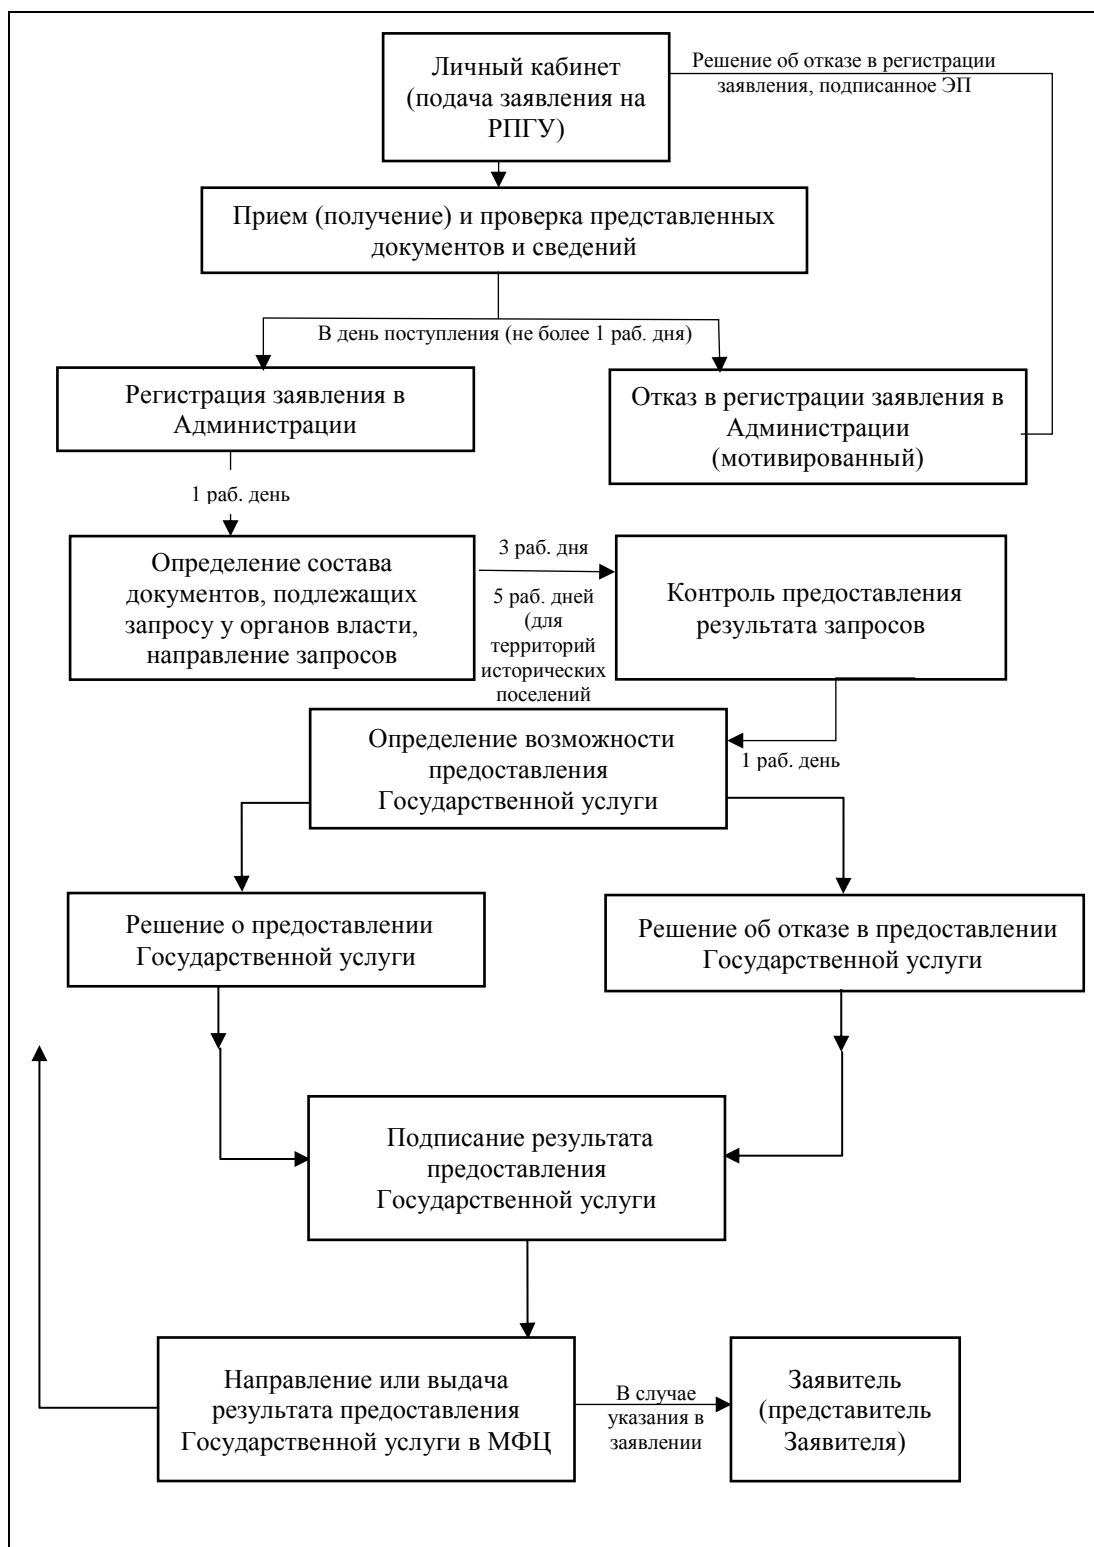 Личный кабинет
(подача заявления на
РПГУ)
Решение об отказе в регистрации
заявления, подписанное ЭП
Прием (получение) и проверка представленных
документов и сведений
В день поступления (не более 1 раб. дня)
Регистрация заявления в
Администрации
Отказ в регистрации заявления в
Администрации
(мотивированный)
1 раб. день
Определение состава
документов, подлежащих
запросу у органов власти,
направление запросов
3 раб. дня
5 раб. дней
(для
территорий
исторических
поселений
Контроль предоставления
результата запросов
Определение возможности
предоставления
Государственной услуги
1 раб. день
Решение о предоставлении
Государственной услуги
Решение об отказе в предоставлении
Государственной услуги
Подписание результата
предоставления
Государственной услуги
Направление или выдача
результата предоставления
Государственной услуги в МФЦ
В случае
указания в
заявлении
Заявитель
(представитель
Заявителя)